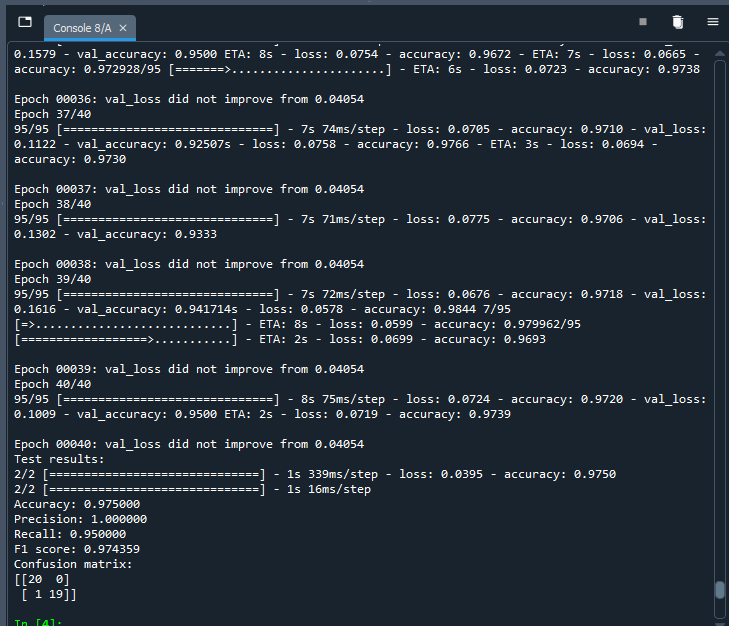 Console 8/A
0.1579 - val_accuracy: 0.9500 ETA: 8s - loss: 0.0754 - accuracy: 0.9672 - ETA: 7s - loss: 0.0665 -
accuracy: 0.972928/95 [=======>......................] - ETA: 6s - loss: 0.0723 - accuracy: 0.9738
Epoch 00036: val_loss did not improve from 0.04054
Epoch 37/40
95/95 [==============================] - 7s 74ms/step - loss: 0.0705 - accuracy: 0.9710 - val_loss:
0.1122 - val_accuracy: 0.92507s - loss: 0.0758 - accuracy: 0.9766 - ETA: 3s - loss: 0.0694 -
accuracy: 0.9730
Epoch 00037: val_loss did not improve from 0.04054
Epoch 38/40
95/95 [==============================] - 7s 71ms/step - loss: 0.0775 - accuracy: 0.9706 - val_loss:
0.1302 - val_accuracy: 0.9333
Epoch 00038: val_loss did not improve from 0.04054
Epoch 39/40
95/95 [==============================] - 7s 72ms/step - loss: 0.0676 - accuracy: 0.9718 - val_loss:
0.1616 - val_accuracy: 0.941714s - loss: 0.0578 - accuracy: 0.9844 7/95
[=>............................] - ETA: 8s - loss: 0.0599 - accuracy: 0.979962/95
[==================>...........] - ETA: 2s - loss: 0.0699 - accuracy: 0.9693
Epoch 00039: val_loss did not improve from 0.04054
Epoch 40/40
95/95 [==============================] - 8s 75ms/step - loss: 0.0724 - accuracy: 0.9720 - val_loss:
0.1009 - val_accuracy: 0.9500 ETA: 2s - loss: 0.0719 - accuracy: 0.9739
Epoch 00040: val_loss did not improve from 0.04054
Test results:
2/2 [==============================] - 1s 339ms/step - loss: 0.0395 - accuracy: 0.9750
2/2 [==============================] - 1s 16ms/step
Accuracy: 0.975000
Precision: 1.000000
Recall: 0.950000
F1 score: 0.974359
Confusion matrix:
[[20  0]
 [ 1 19]]
In [4]: